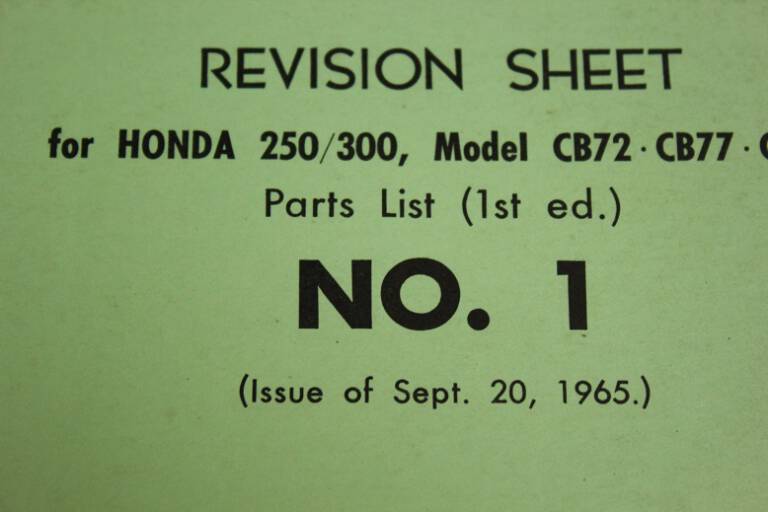 REVISION SHEET
for HONDA 250/300, Model CB72·CB77·
Parts List (1st ed.)
NO. 1
(Issue of Sept. 20, 1965.)